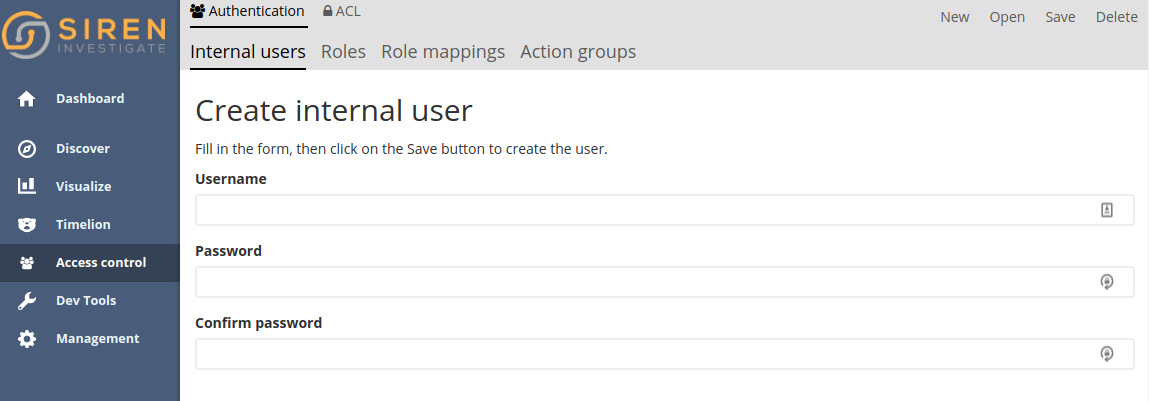 SIREN
INVESTIGATE
Dashboard
Discover
Visualize
Timelion
Access control
Dev Tools
Management
Authentication ACL
New Open Save Delete
Internal users Roles Role mappings Action groups
Create internal user
Fill in the form, then click on the Save button to create the user.
Username
Password
Confirm password